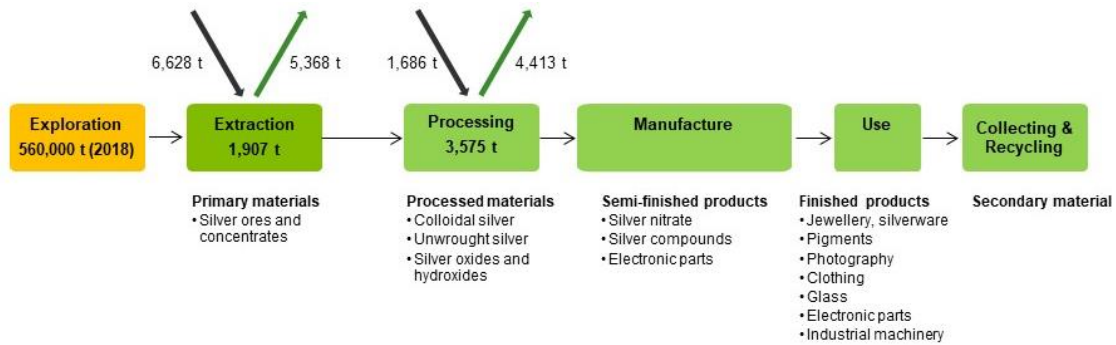 6,628 t
5,368 t
1,686 t
4,413 t
Exploration
560,000 t (2018)
Extraction
1,907 t
Processing
3,575 t
Manufacture
Use
Collecting &
Recycling
Primary materials
• Silver ores and
concentrates
Processed materials
• Colloidal silver
• Unwrought silver
• Silver oxides and
hydroxides
Semi-finished products
• Silver nitrate
• Silver compounds
• Electronic parts
Finished products
• Jewellery, silverware
• Pigments
• Photography
• Clothing
• Glass
• Electronic parts
• Industrial machinery
Secondary material